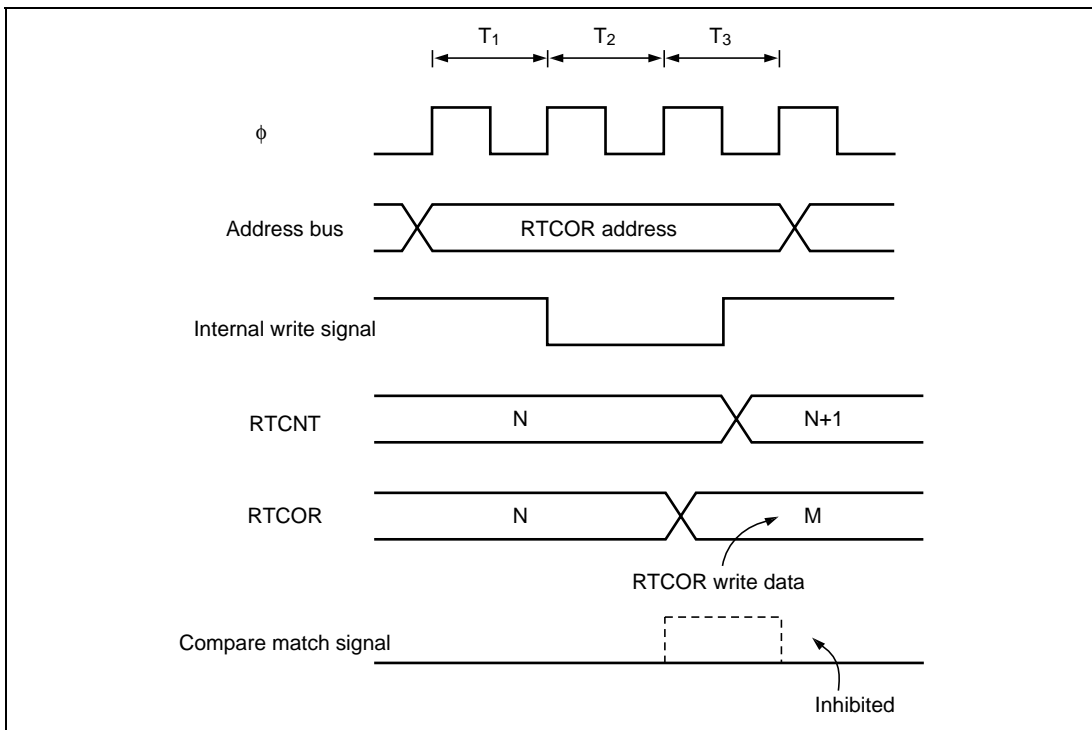 T1 T2 T3
ϕ
Address bus RTCOR address
Internal write signal
RTCNT N N+1
RTCOR N M
RTCOR write data
Compare match signal
Inhibited